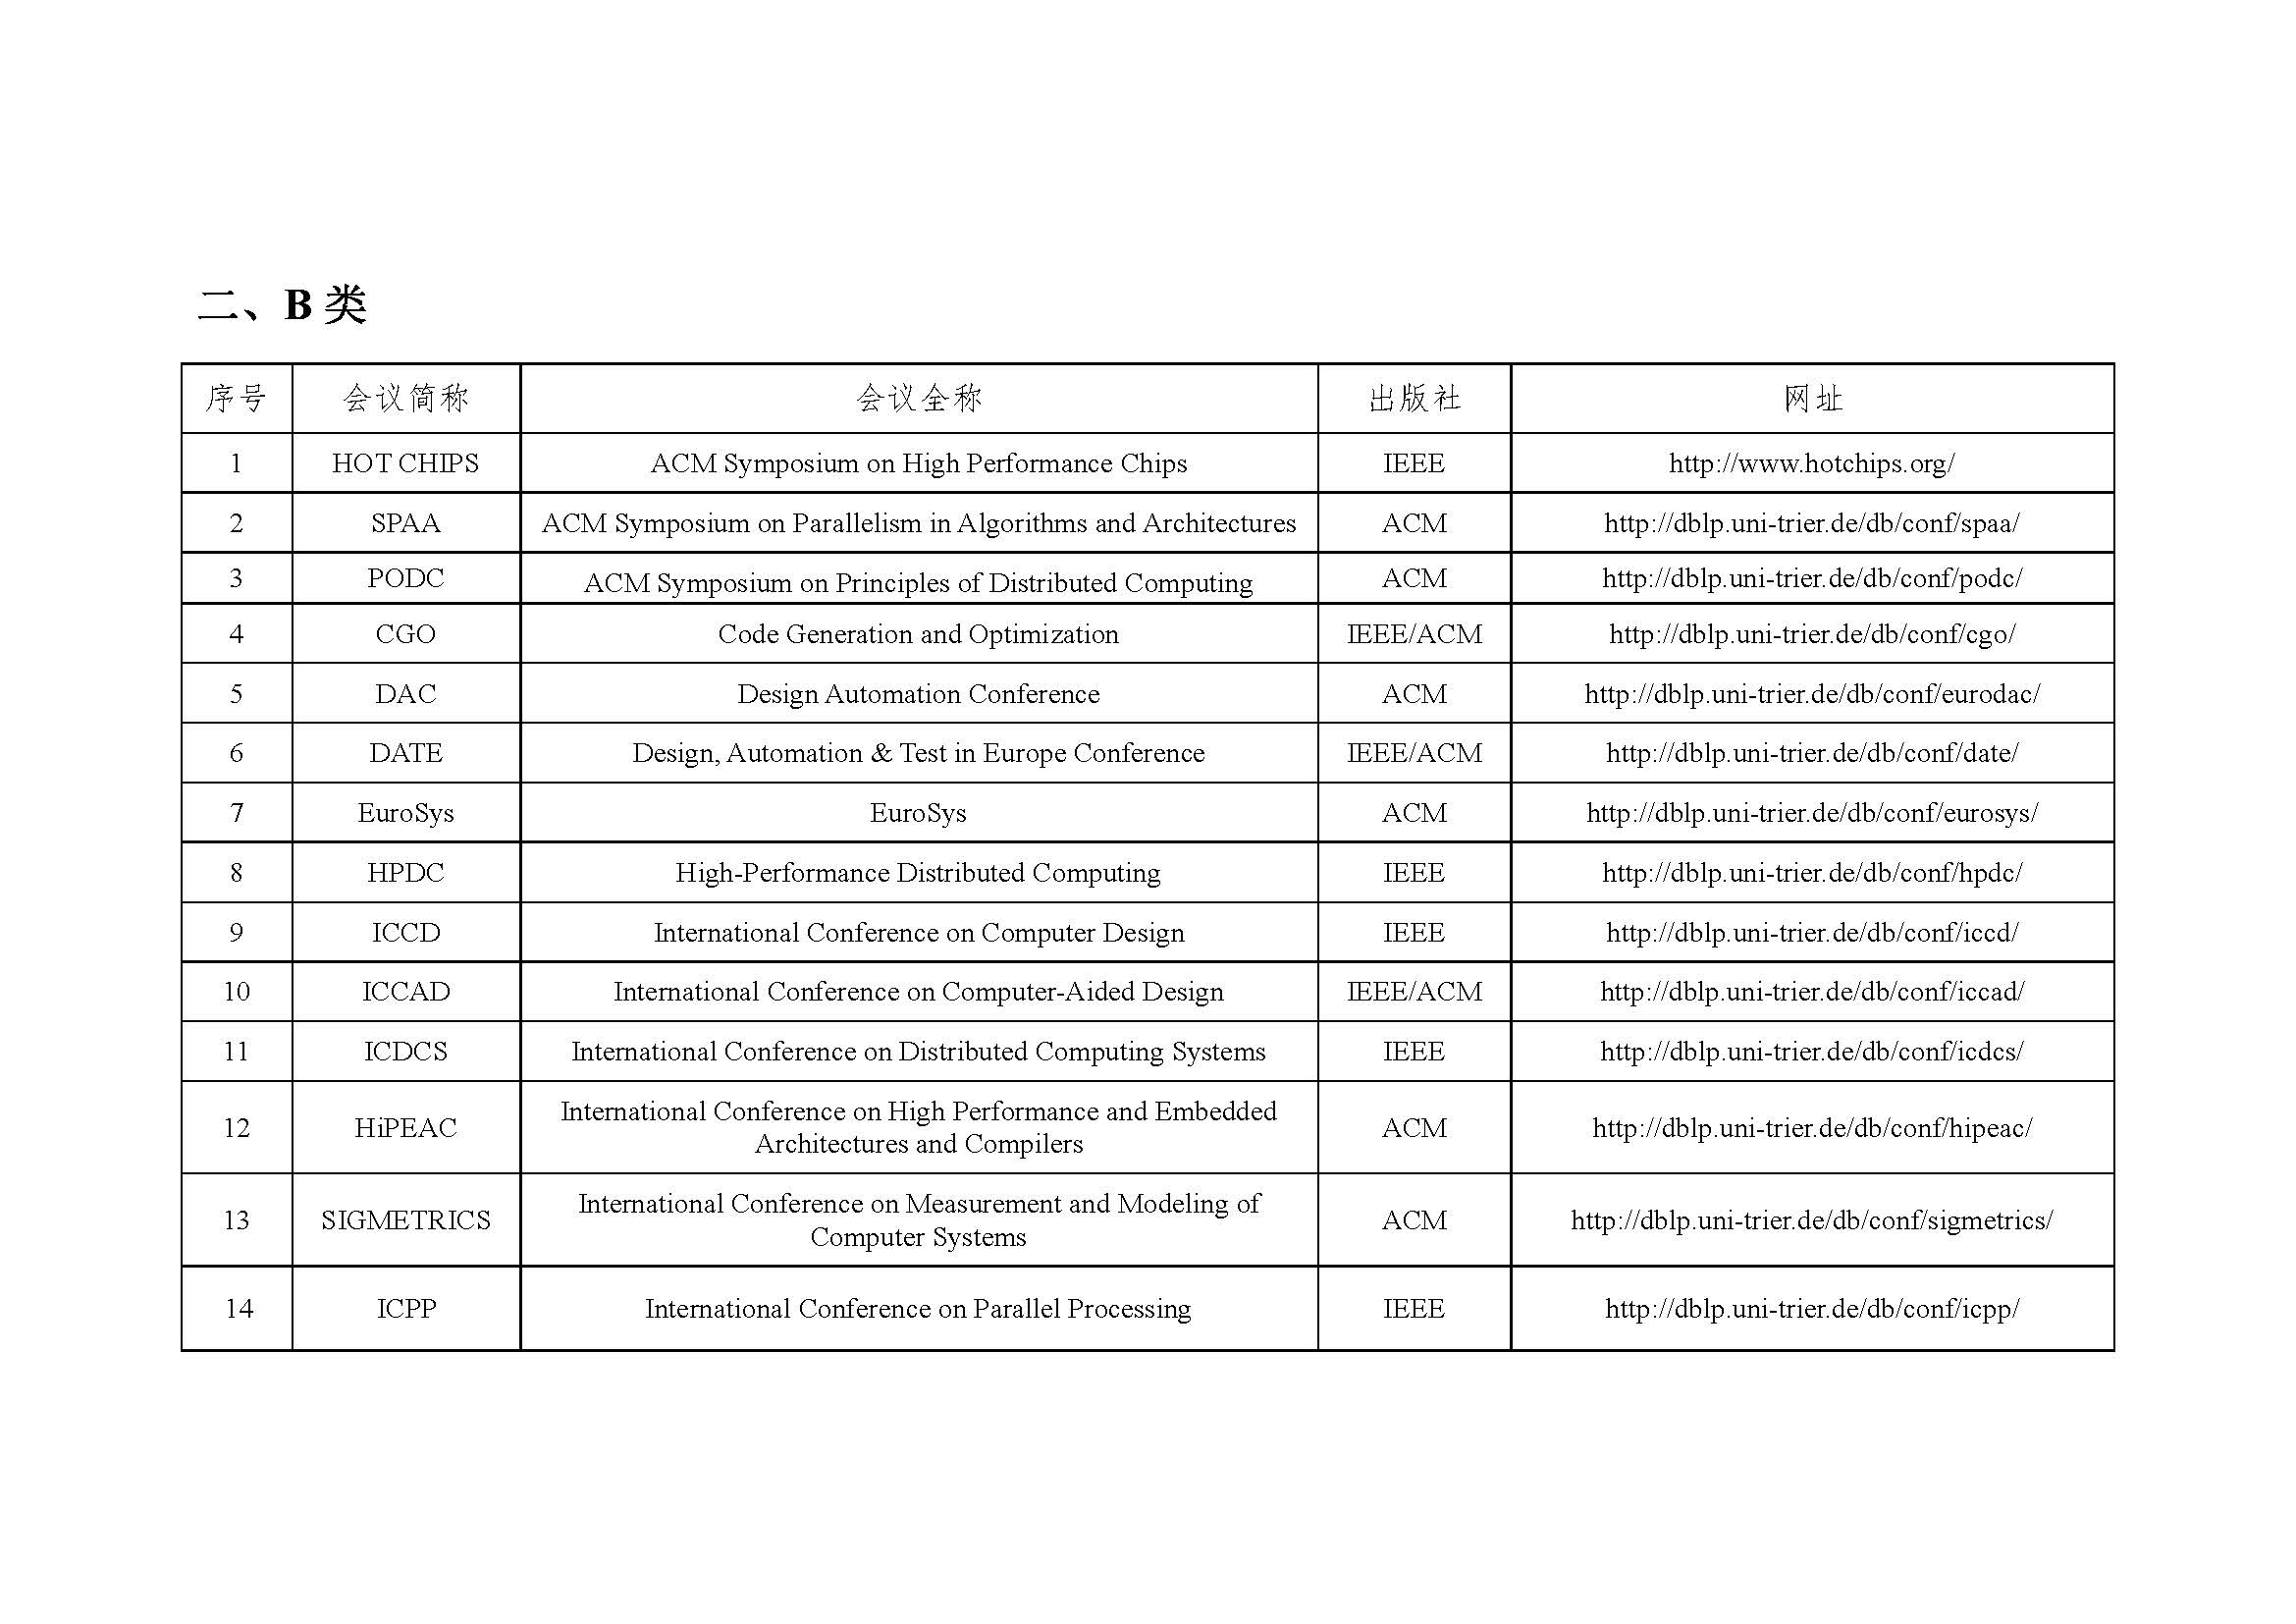 二、B 类
序号 会议简称 会议全称 出版社 网址
1 HOT CHIPS ACM Symposium on High Performance Chips IEEE http://www.hotchips.org/
2 SPAA ACM Symposium on Parallelism in Algorithms and Architectures ACM http://dblp.uni-trier.de/db/conf/spaa/
3 PODC ACM Symposium on Principles of Distributed Computing ACM http://dblp.uni-trier.de/db/conf/podc/
4 CGO Code Generation and Optimization IEEE/ACM http://dblp.uni-trier.de/db/conf/cgo/
5 DAC Design Automation Conference ACM http://dblp.uni-trier.de/db/conf/eurodac/
6 DATE Design, Automation & Test in Europe Conference IEEE/ACM http://dblp.uni-trier.de/db/conf/date/
7 EuroSys EuroSys ACM http://dblp.uni-trier.de/db/conf/eurosys/
8 HPDC High-Performance Distributed Computing IEEE http://dblp.uni-trier.de/db/conf/hpdc/
9 ICCD International Conference on Computer Design IEEE http://dblp.uni-trier.de/db/conf/iccd/
10 ICCAD International Conference on Computer-Aided Design IEEE/ACM http://dblp.uni-trier.de/db/conf/iccad/
11 ICDCS International Conference on Distributed Computing Systems IEEE http://dblp.uni-trier.de/db/conf/icdcs/
12 HiPEAC International Conference on High Performance and Embedded
Architectures and Compilers ACM http://dblp.uni-trier.de/db/conf/hipeac/
13 SIGMETRICS International Conference on Measurement and Modeling of
Computer Systems ACM http://dblp.uni-trier.de/db/conf/sigmetrics/
14 ICPP International Conference on Parallel Processing IEEE http://dblp.uni-trier.de/db/conf/icpp/